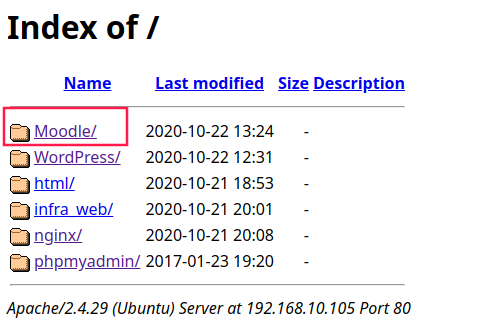 Index of /
Name Last modified Size Description
Moodle/ 2020-10-22 13:24 -
WordPress/ 2020-10-22 12:31 -
html/ 2020-10-21 18:53 -
infra_web/ 2020-10-21 20:01 -
nginx/ 2020-10-21 20:08 -
phpmyadmin/ 2017-01-23 19:20 -
Apache/2.4.29 (Ubuntu) Server at 192.168.10.105 Port 80